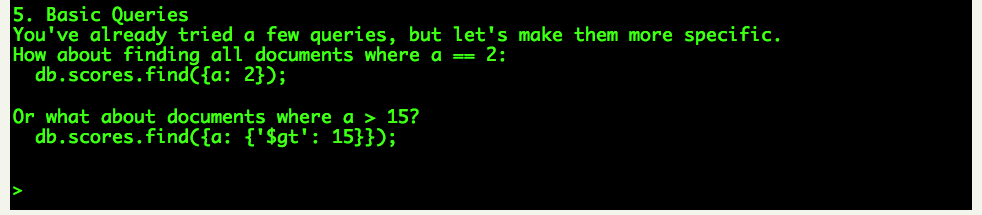 5. Basic Queries
You've already tried a few queries, but let's make them more specific.
How about finding all documents where a == 2:
  db.scores.find({a: 2});
Or what about documents where a > 15?
  db.scores.find({a: {'$gt': 15}});
>